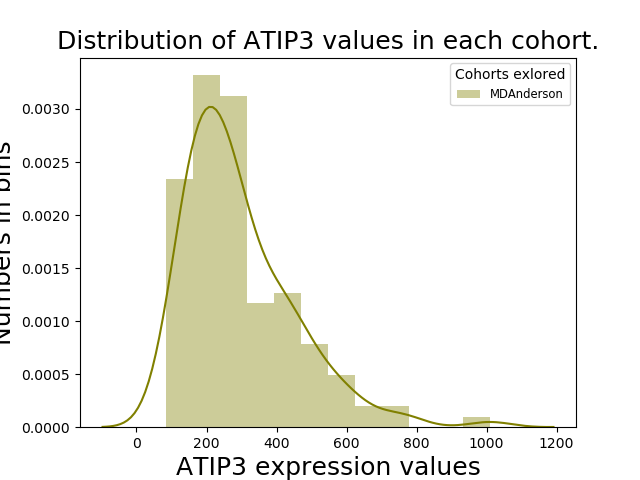 Distribution of ATIP3 values in each cohort.
Cohorts exlored
MDAnderson
0.0030
0.0025
0.0020
0.0015
0.0010
0.0005
0.0000
Numbers in bins
0 200 400 600 800 1000 1200
ATIP3 expression values